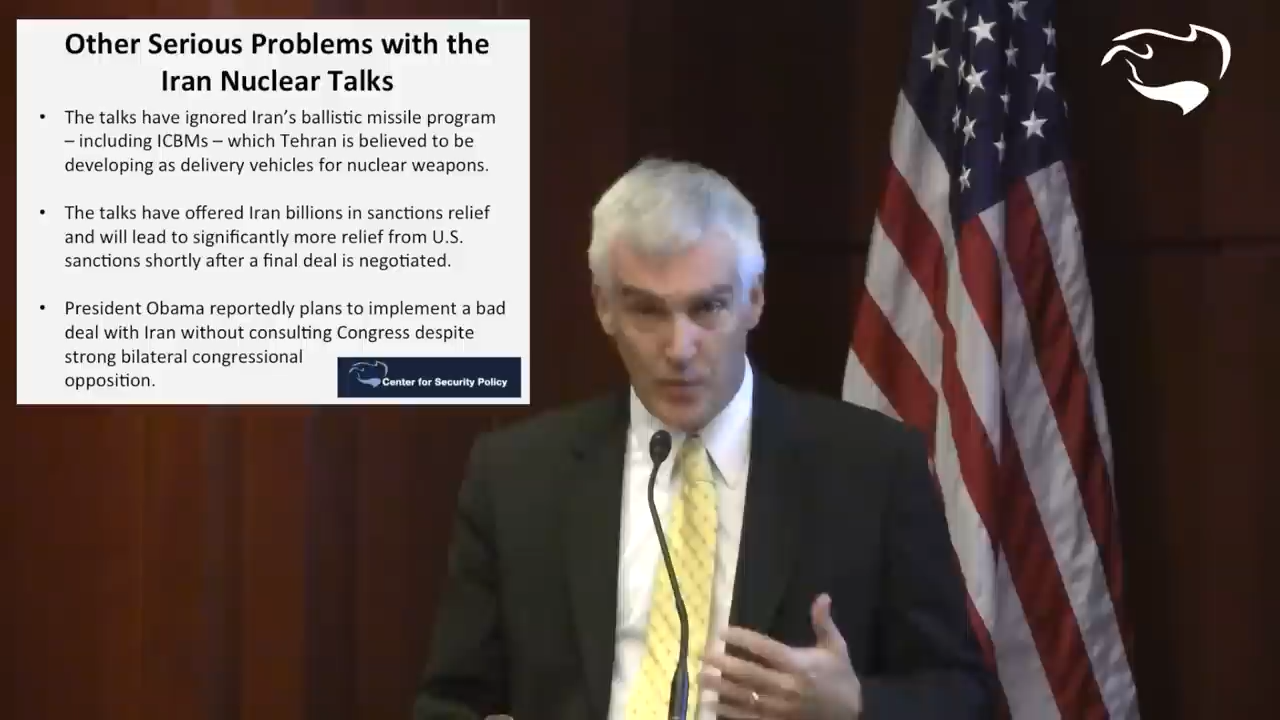 Other Serious Problems with the
Iran Nuclear Talks
• The talks have ignored Iran's ballistic missile program
– including ICBMs – which Tehran is believed to be
developing as delivery vehicles for nuclear weapons.
• The talks have offered Iran billions in sanctions relief
and will lead to significantly more relief from U.S.
sanctions shortly after a final deal is negotiated.
• President Obama reportedly plans to implement a bad
deal with Iran without consulting Congress despite
strong bilateral congressional
opposition.
Center for Security Policy